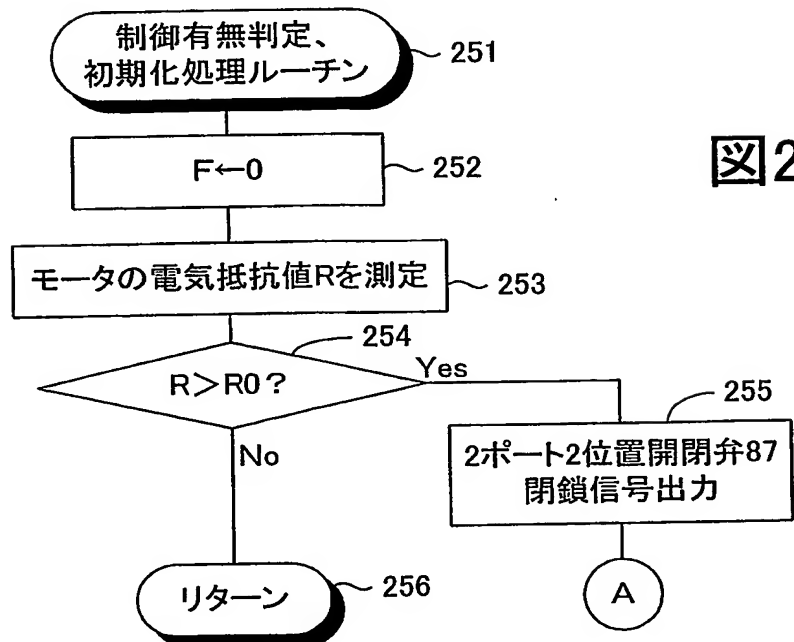 制御有無判定、
初期化処理ルーチン
251
F←0
252
図2
モータの電気抵抗値Rを測定
253
254
R>R0?
Yes
No
255
2ポート2位置開閉弁87
閉鎖信号出力
リターン
256
A